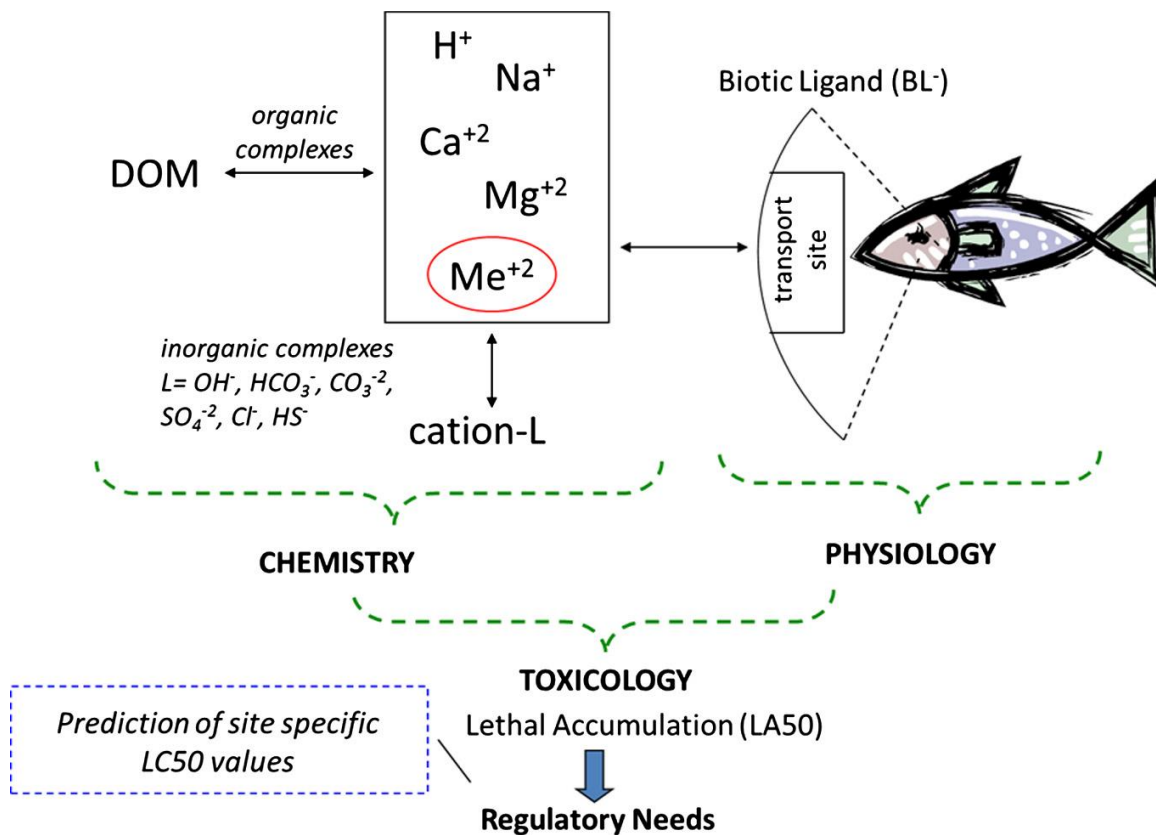 H⁺
Na⁺
Ca⁺²
Mg⁺²
Me⁺²
organic
complexes
DOM
Biotic Ligand (BL⁻)
transport
site
inorganic complexes
L= OH⁻, HCO₃⁻, CO₃⁻²,
SO₄⁻², Cl⁻, HS⁻
cation-L
CHEMISTRY
PHYSIOLOGY
TOXICOLOGY
Lethal Accumulation (LA50)
Prediction of site specific
LC50 values
Regulatory Needs